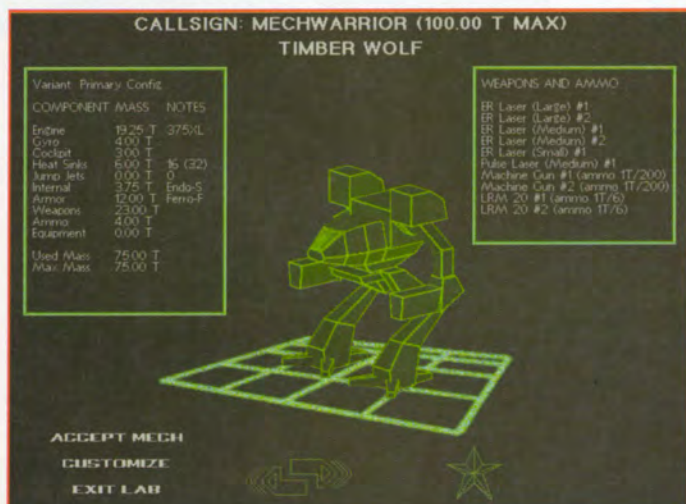 CALLSIGN: MECHWARRIOR (100.00 T MAX)
TIMBER WOLF
Variant Primary Config
COMPONENT MASS NOTES
Engine 19.25 T 375XL
Gyro 4.00 T
Cockpit 3.00 T
Heat Sinks 6.00 T 16 (32)
Jump Jets 0.00 T 0
Internal 3.75 T Endo-S
Armor 12.00 T Ferro-F
Weapons 23.00 T
Ammo 4.00 T
Equipment 0.00 T
Used Mass 75.00 T
Max Mass 75.00 T
WEAPONS AND AMMO
ER Laser (Large) #1
ER Laser (Large) #2
ER Laser (Medium) #1
ER Laser (Medium) #2
ER Laser (Small) #1
Pulse Laser (Medium) #1
Machine Gun #1 (ammo 1T/200)
Machine Gun #2 (ammo 1T/200)
LRM 20 #1 (ammo 1T/6)
LRM 20 #2 (ammo 1T/6)
ACCEPT MECH
CUSTOMIZE
EXIT LAB